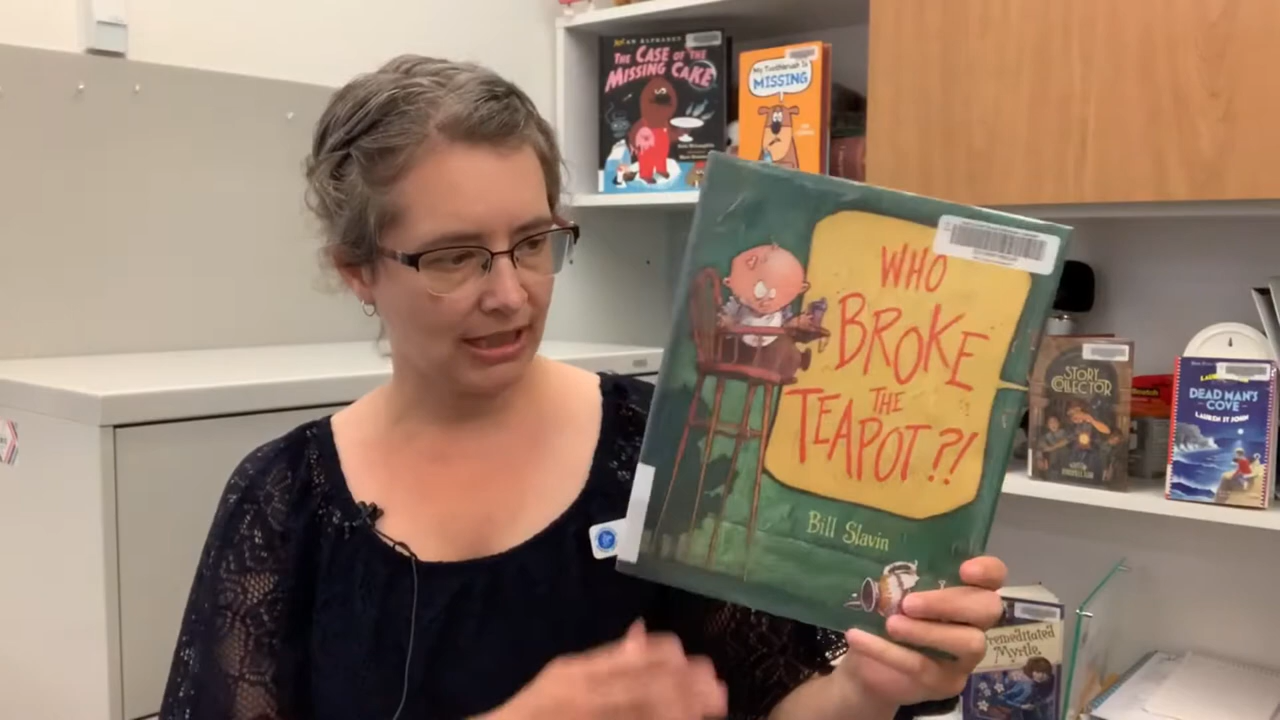 THE CASE OF THE
MISSING CAKE
My Toothbrush Is
MISSING
WHO
BROKE
THE
TEAPOT?!
Bill Slavin
STORY
COLLECTOR
DEAD MAN'S
COVE
LAUREN ST JOHN
Premeditated
Myrtle